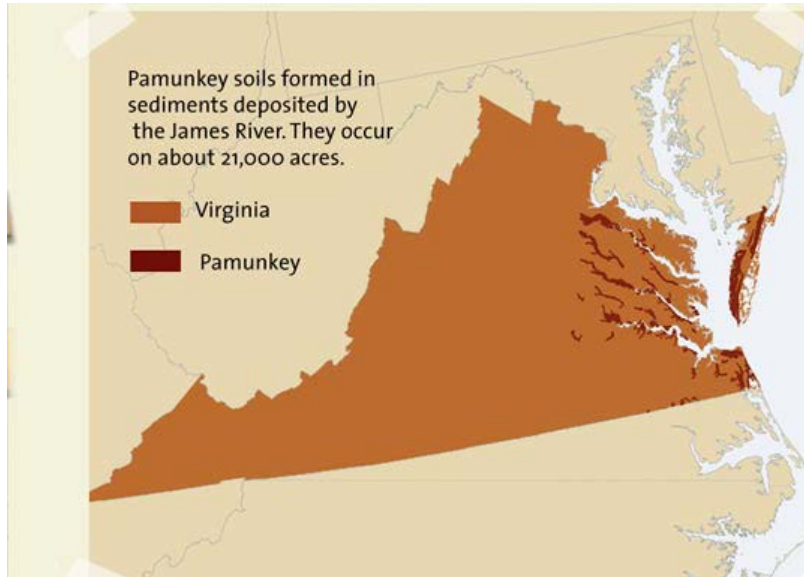 Pamunkey soils formed in
sediments deposited by
the James River. They occur
on about 21,000 acres.
Virginia
Pamunkey